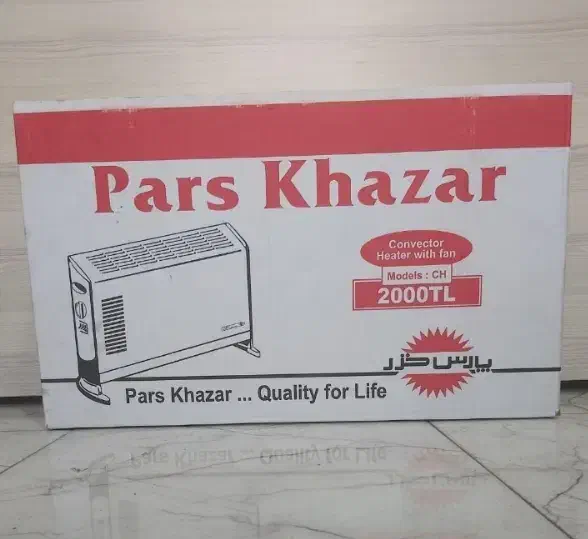 Pars Khazar
Convector
Heater with fan
Models : CH
2000TL
پارس خزر
Pars Khazar ... Quality for Life